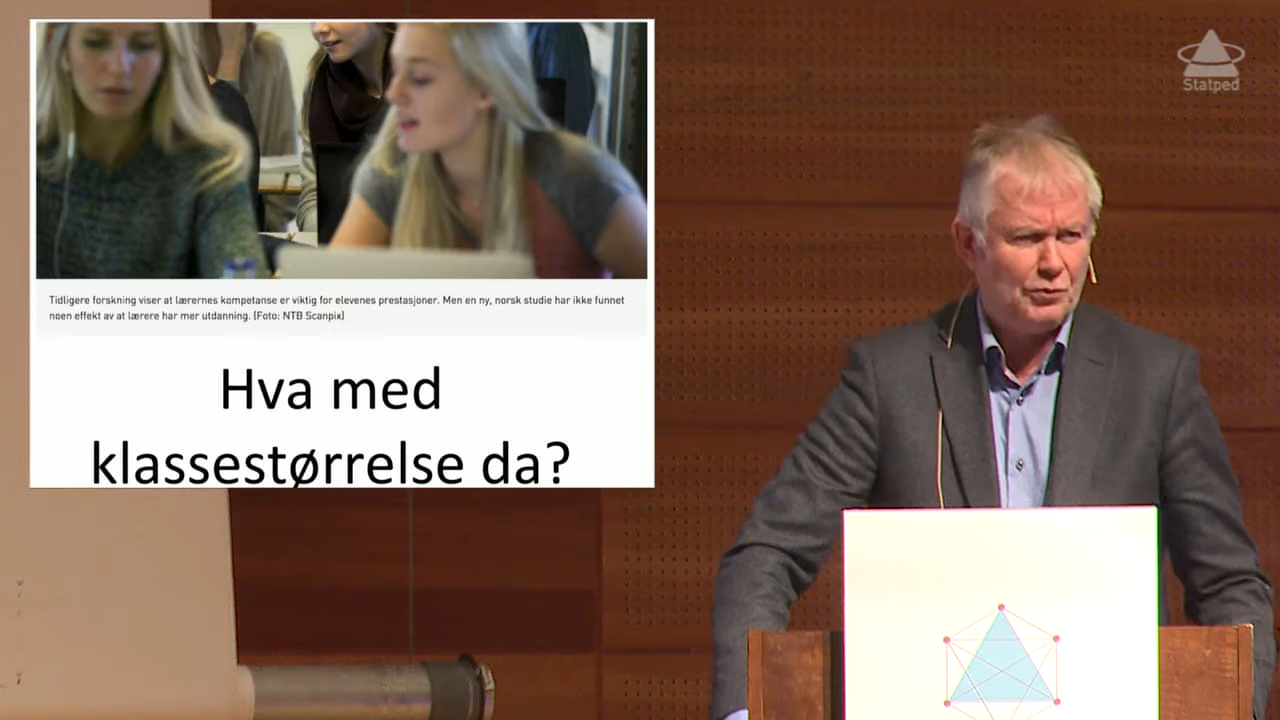 Statped
Tidligere forskning viser at lærernes kompetanse er viktig for elevenes prestasjoner. Men en ny, norsk studie har ikke funnet
noen effekt av at lærere har mer utdanning. (Foto: NTB Scanpix)
Hva med
klassestørrelse da?